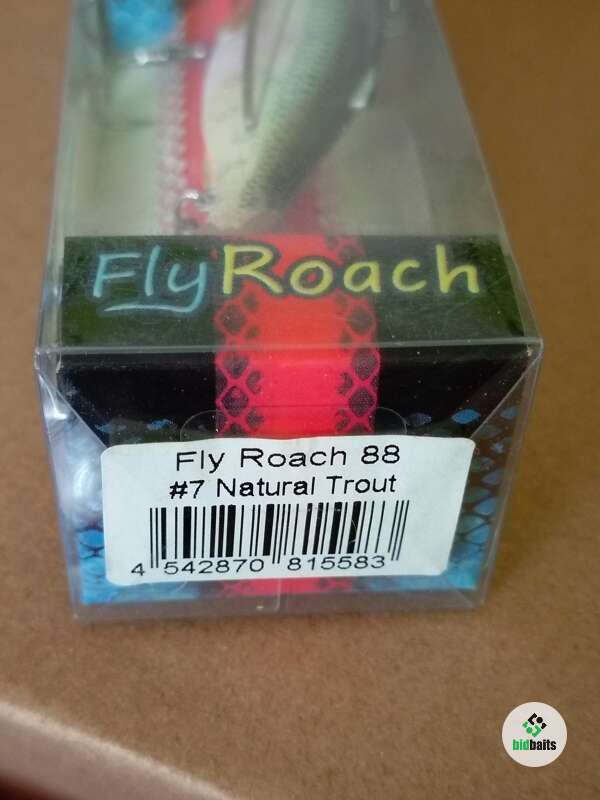 FlyRoach
Fly Roach 88
#7 Natural Trout
4 542870 815583
bidbaits